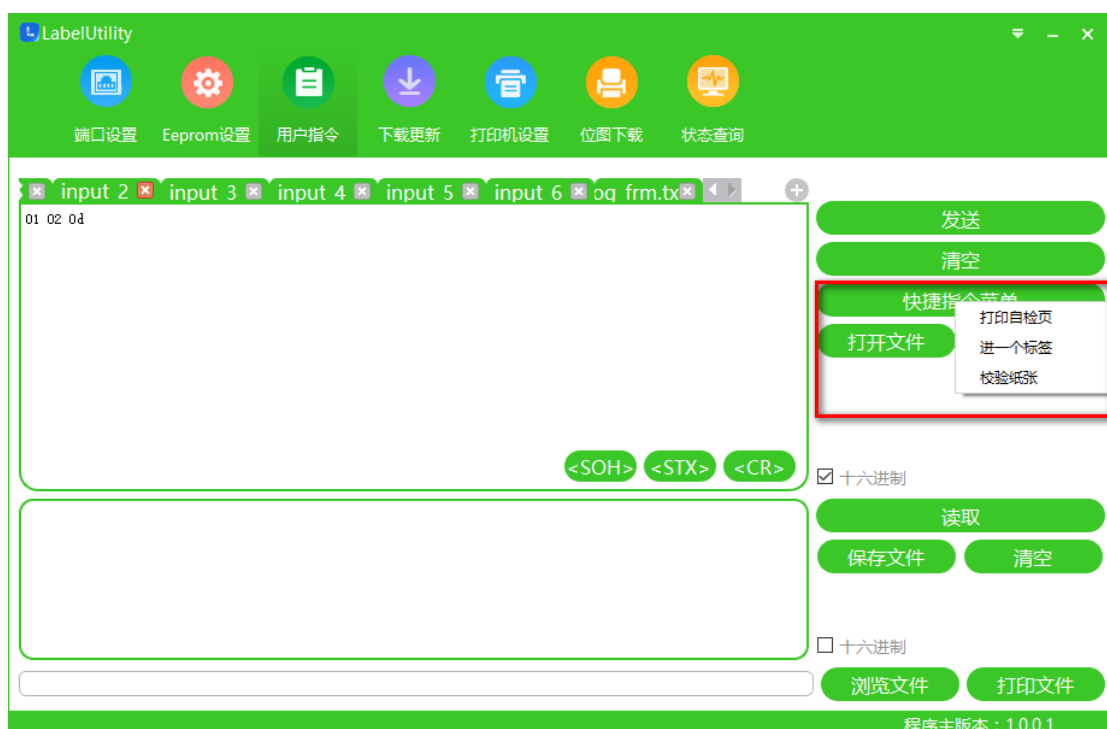 LabelUtility
端口设置 Eeprom设置 用户指令 下载更新 打印机设置 位图下载 状态查询
input 2 input 3 input 4 input 5 input 6 og_frm.tx
01 02 0d
发送
清空
快捷指令菜单
打印自检页
打开文件
进一个标签
校验纸张
<SOH> <STX> <CR>
十六进制
读取
保存文件 清空
十六进制
浏览文件 打印文件
程序主版本：1.0.0.1